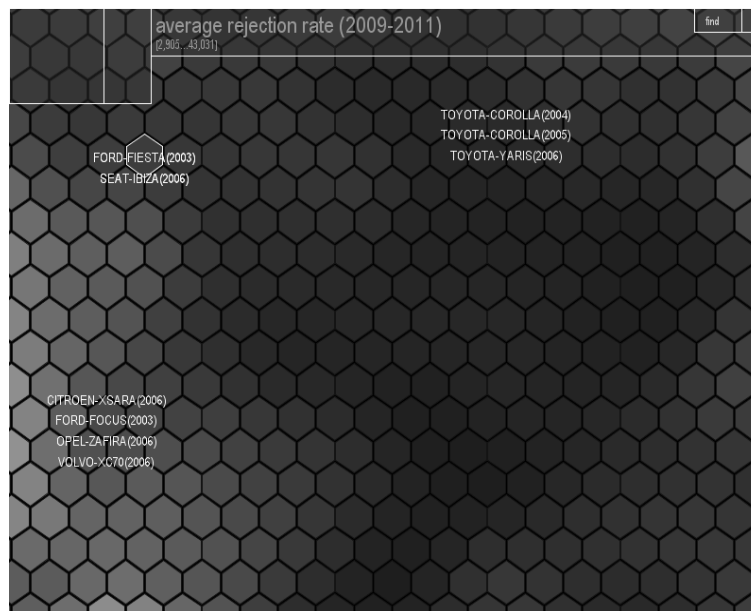 average rejection rate (2009-2011)
[2,905...43,031]
find
TOYOTA-COROLLA(2004)
TOYOTA-COROLLA(2005)
TOYOTA-YARIS(2006)
FORD-FIESTA(2003)
SEAT-IBIZA(2006)
CITROEN-XSARA(2006)
FORD-FOCUS(2003)
OPEL-ZAFIRA(2006)
VOLVO-XC70(2006)